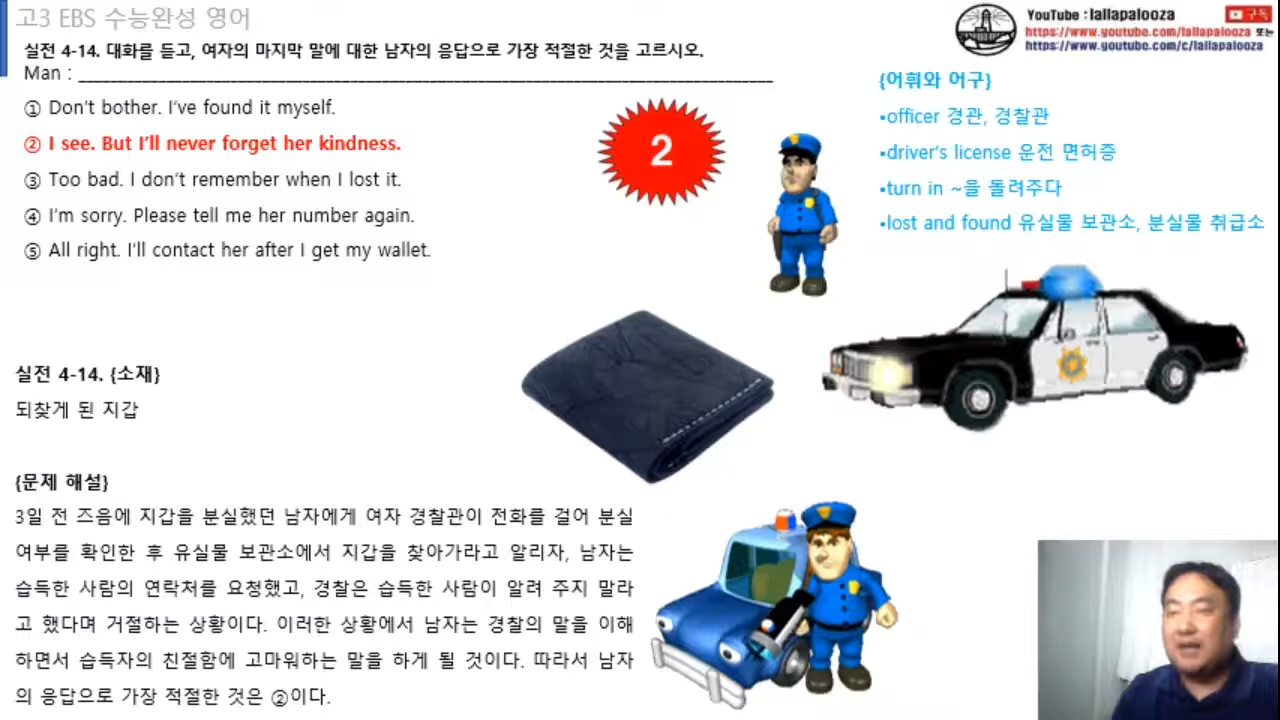 고3 EBS 수능완성 영어
실전 4-14. 대화를 듣고, 여자의 마지막 말에 대한 남자의 응답으로 가장 적절한 것을 고르시오.
Man : ______________________________________________
① Don't bother. I've found it myself.
② I see. But I'll never forget her kindness.
③ Too bad. I don't remember when I lost it.
④ I'm sorry. Please tell me her number again.
⑤ All right. I'll contact her after I get my wallet.
2
YouTube : lallapalooza
구독
https://www.youtube.com/lallapalooza 또는
https://www.youtube.com/c/lallapalooza
{어휘와 어구}
•officer 경관, 경찰관
•driver's license 운전 면허증
•turn in ~을 돌려주다
•lost and found 유실물 보관소, 분실물 취급소
실전 4-14. {소재}
되찾게 된 지갑
{문제 해설}
3일 전 즈음에 지갑을 분실했던 남자에게 여자 경찰관이 전화를 걸어 분실
여부를 확인한 후 유실물 보관소에서 지갑을 찾아가라고 알리자, 남자는
습득한 사람의 연락처를 요청했고, 경찰은 습득한 사람이 알려 주지 말라
고 했다며 거절하는 상황이다. 이러한 상황에서 남자는 경찰의 말을 이해
하면서 습득자의 친절함에 고마워하는 말을 하게 될 것이다. 따라서 남자
의 응답으로 가장 적절한 것은 ②이다.